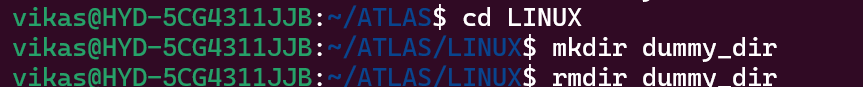 vikas@HYD-5CG4311JJB:~/ATLAS$ cd LINUX
vikas@HYD-5CG4311JJB:~/ATLAS/LINUX$ mkdir dummy_dir
vikas@HYD-5CG4311JJB:~/ATLAS/LINUX$ rmdir dummy_dir